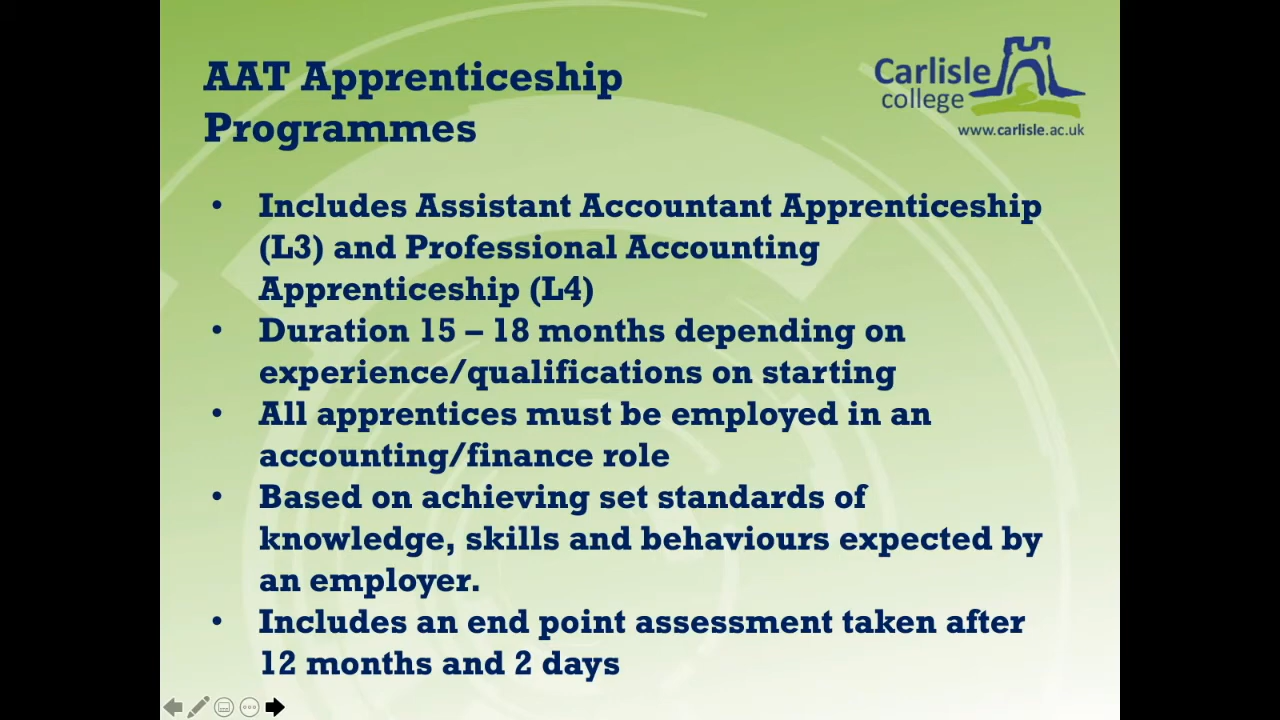 AAT Apprenticeship
Programmes
Carlisle
college
www.carlisle.ac.uk
• Includes Assistant Accountant Apprenticeship
(L3) and Professional Accounting
Apprenticeship (L4)
• Duration 15 – 18 months depending on
experience/qualifications on starting
• All apprentices must be employed in an
accounting/finance role
• Based on achieving set standards of
knowledge, skills and behaviours expected by
an employer.
• Includes an end point assessment taken after
12 months and 2 days